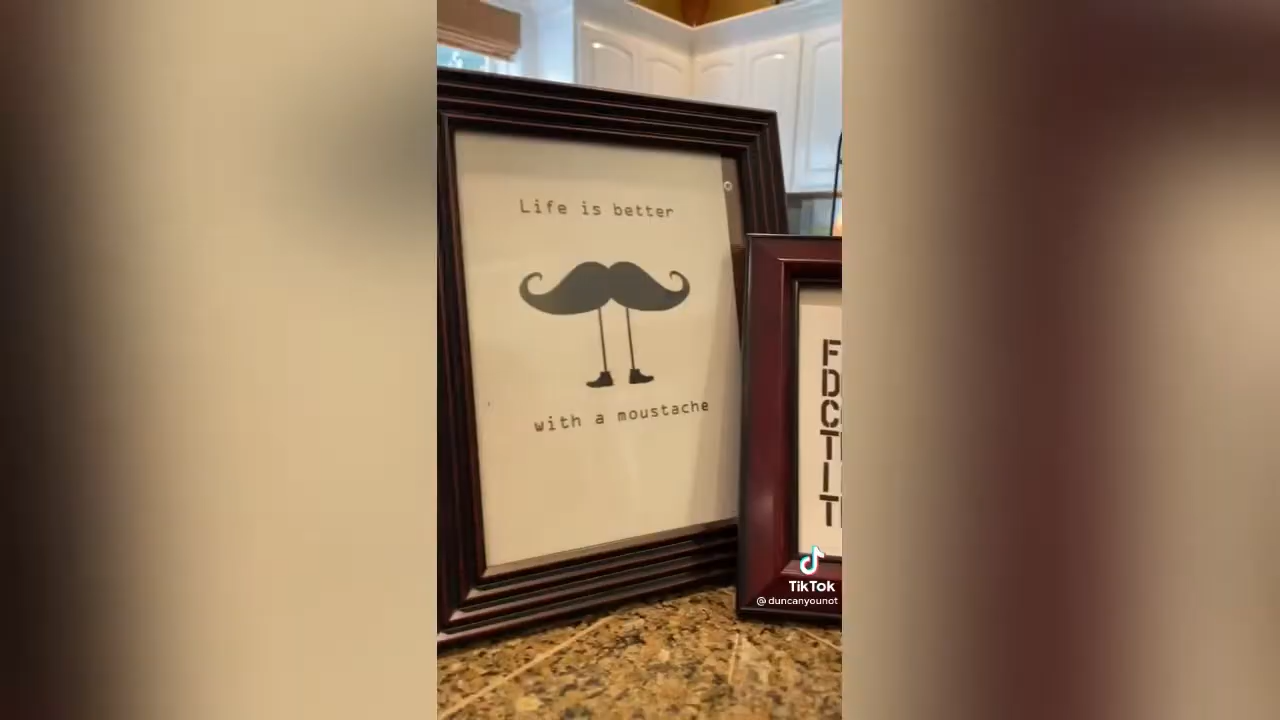 Life is better
with a moustache
F
D
C
T
I
T
TikTok
@ duncanyounot